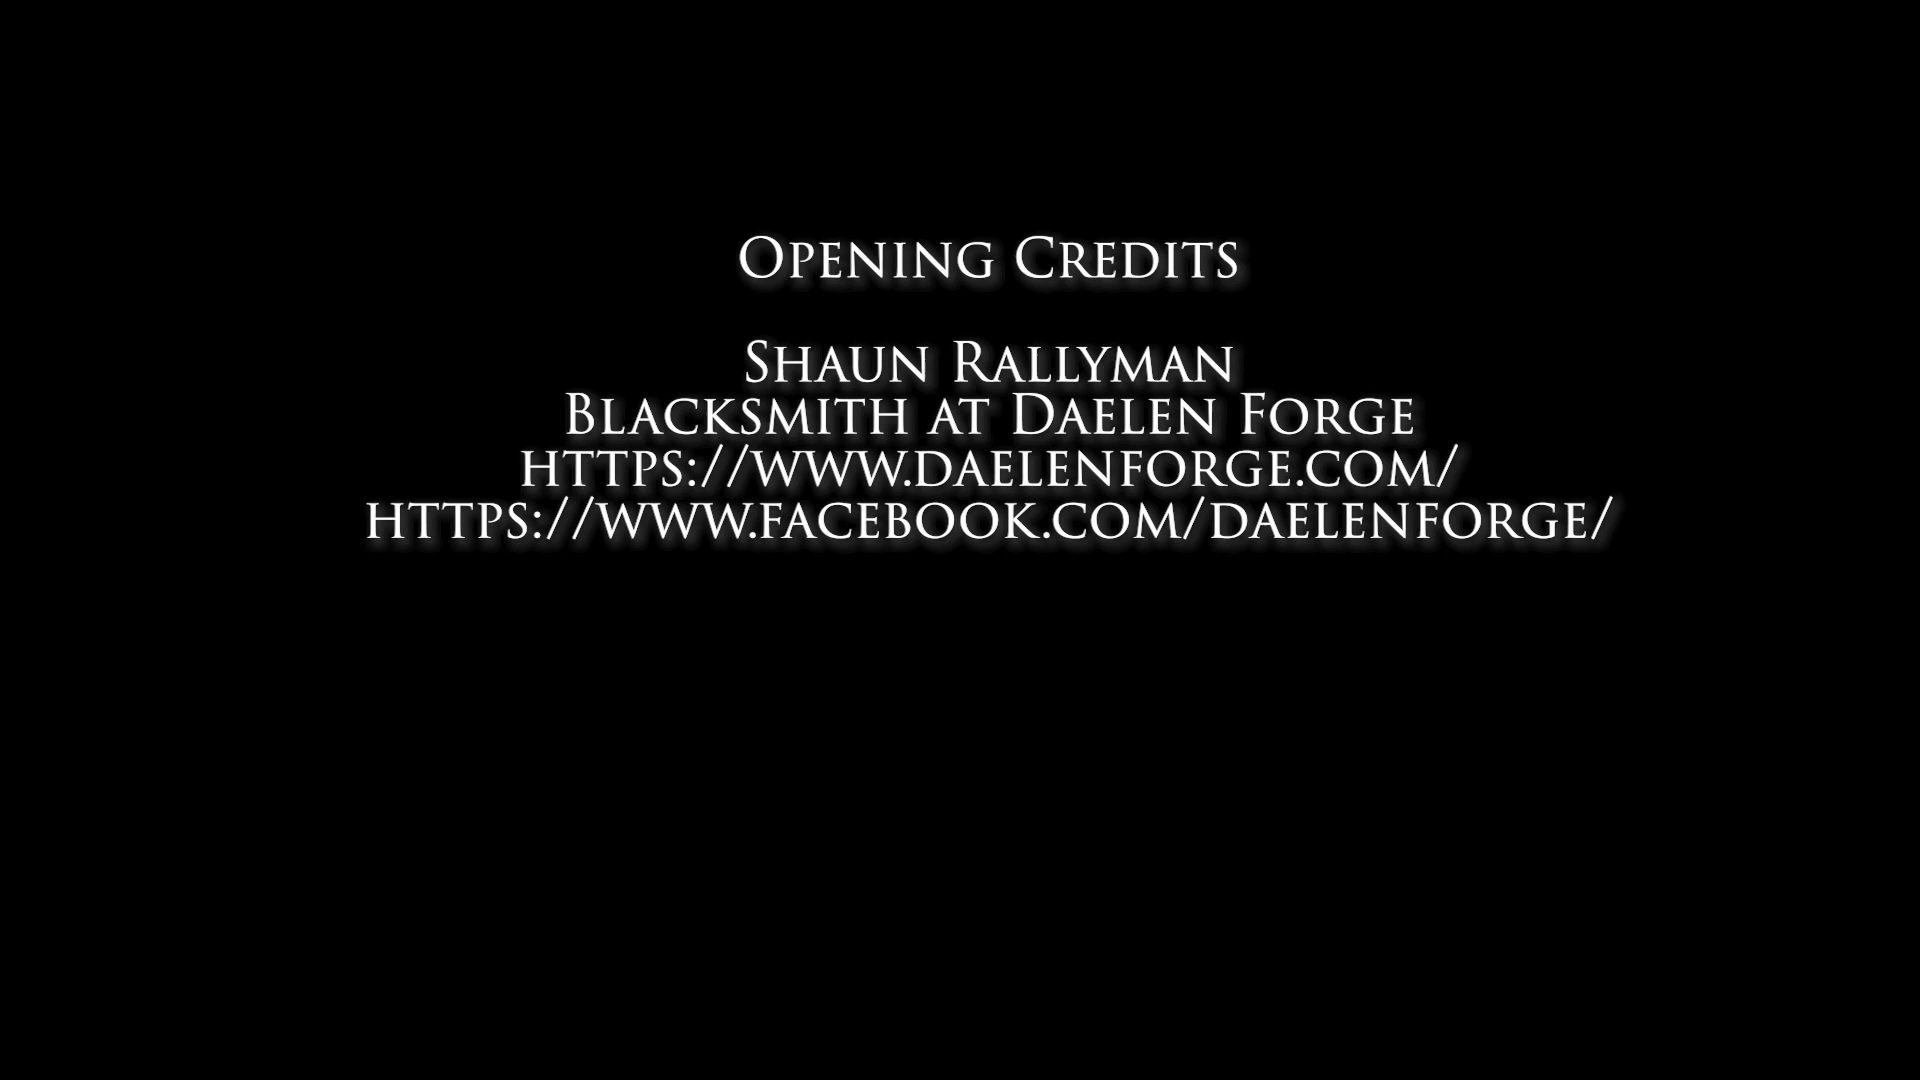 Opening Credits
Shaun Rallyman
Blacksmith at Daelen Forge
https://www.daelenforge.com/
https://www.facebook.com/daelenforge/